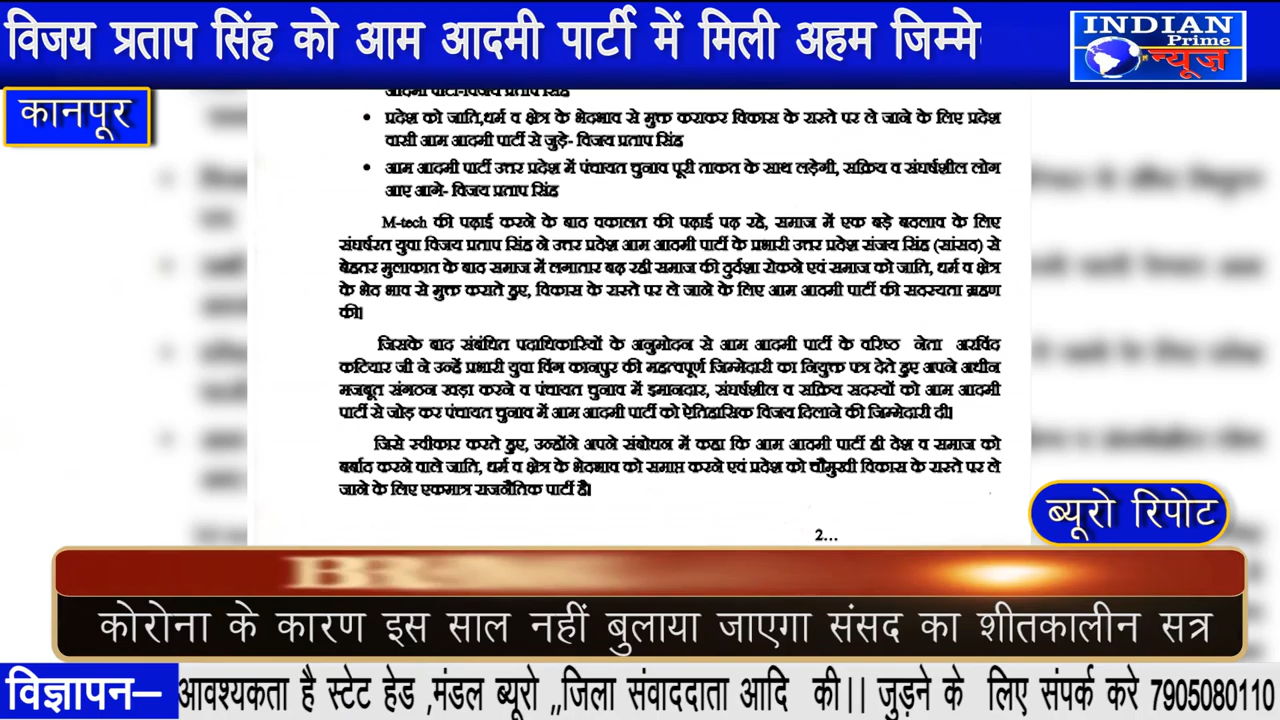 विजय प्रताप सिंह को आम आदमी पार्टी में मिली अहम जिम्मे
INDIAN
Prime
न्यूज़
कानपूर
आदमी पार्टी-विजय प्रताप सिंह
• प्रदेश को जाति,धर्म व क्षेत्र के भेदभाव से मुक्त कराकर विकास के रास्ते पर ले जाने के लिए प्रदेश
वासी आम आदमी पार्टी से जुड़े- विजय प्रताप सिंह
• आम आदमी पार्टी उत्तर प्रदेश में पंचायत चुनाव पूरी ताकत के साथ लड़ेगी, सक्रिय व संघर्षशील लोग
आए आगे- विजय प्रताप सिंह
M-tech की पढ़ाई करने के बाद वकालत की पढ़ाई पढ़ रहे, समाज में एक बड़े बदलाव के लिए
संघर्षरत युवा विजय प्रताप सिंह ने उत्तर प्रदेश आम आदमी पार्टी के प्रभारी उत्तर प्रदेश संजय सिंह (सांसद) से
बेहतर मुलाकात के बाद समाज में लगातार बढ़ रही समाज की दुर्दशा रोकने एवं समाज को जाति, धर्म व क्षेत्र
के भेद भाव से मुक्त कराते हुए, विकास के रास्ते पर ले जाने के लिए आम आदमी पार्टी की सदस्यता ग्रहण
की|
जिसके बाद संबंधित पदाधिकारियों के अनुमोदन से आम आदमी पार्टी के वरिष्ठ नेता अरविंद
कटियार जी ने उन्हें प्रभारी युवा विंग कानपुर की महत्वपूर्ण जिम्मेदारी का नियुक्त पत्र देते हुए अपने अधीन
मजबूत संगठन खड़ा करने व पंचायत चुनाव में इमानदार, संघर्षशील व सक्रिय सदस्यों को आम आदमी
पार्टी से जोड़ कर पंचायत चुनाव में आम आदमी पार्टी को ऐतिहासिक विजय दिलाने की जिम्मेदारी दी|
जिसे स्वीकार करते हुए, उन्होंने अपने संबोधन में कहा कि आम आदमी पार्टी ही देश व समाज को
बर्बाद करने वाले जाति, धर्म व क्षेत्र के भेदभाव को समाप्त करने एवं प्रदेश को चौमुखी विकास के रास्ते पर ले
जाने के लिए एकमात्र राजनैतिक पार्टी है|
2...
ब्यूरो रिपोट
कोरोना के कारण इस साल नहीं बुलाया जाएगा संसद का शीतकालीन सत्र
विज्ञापन– आवश्यकता है स्टेट हेड ,मंडल ब्यूरो ,,जिला संवाददाता आदि की|| जुड़ने के लिए संपर्क करे 7905080110